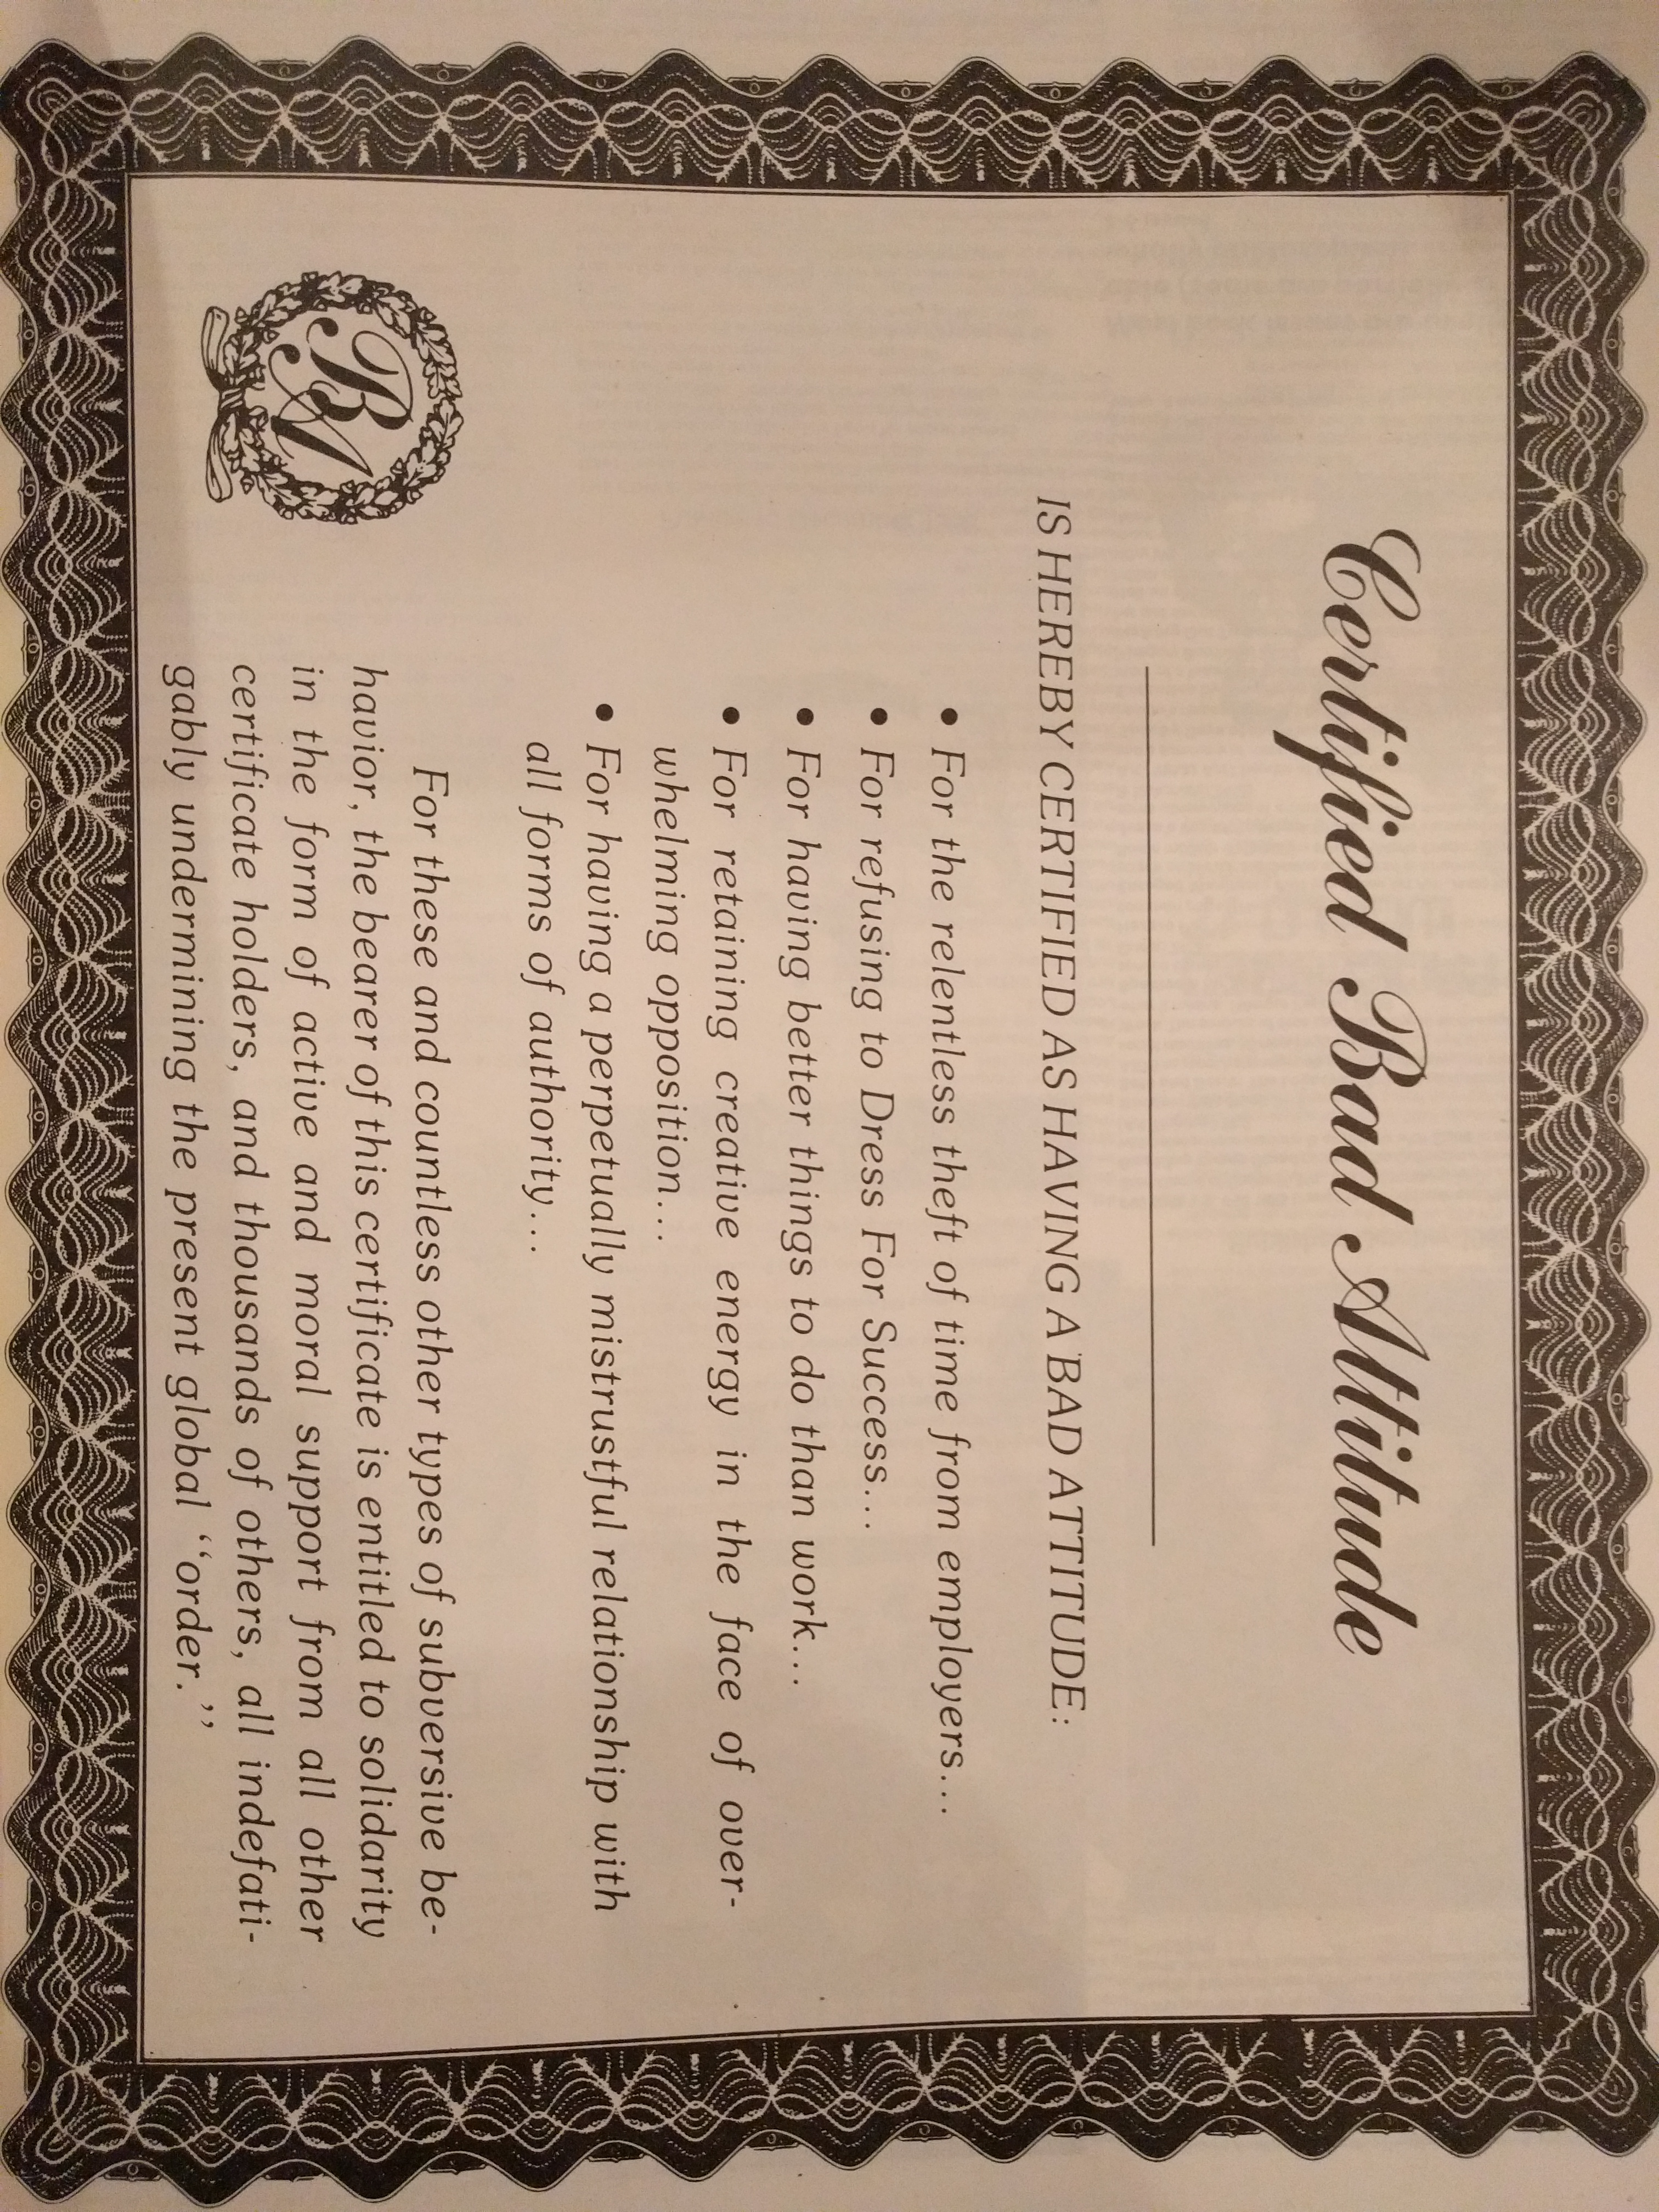 Certified Bad Attitude
IS HEREBY CERTIFIED AS HAVING A BAD ATTITUDE:
• For the relentless theft of time from employers...
• For refusing to Dress For Success...
• For having better things to do than work...
• For retaining creative energy in the face of over-
whelming opposition...
• For having a perpetually mistrustful relationship with
all forms of authority...
For these and countless other types of subversive be-
havior, the bearer of this certificate is entitled to solidarity
in the form of active and moral support from all other
certificate holders, and thousands of others, all indefati-
gably undermining the present global ‘‘order.’’
BA